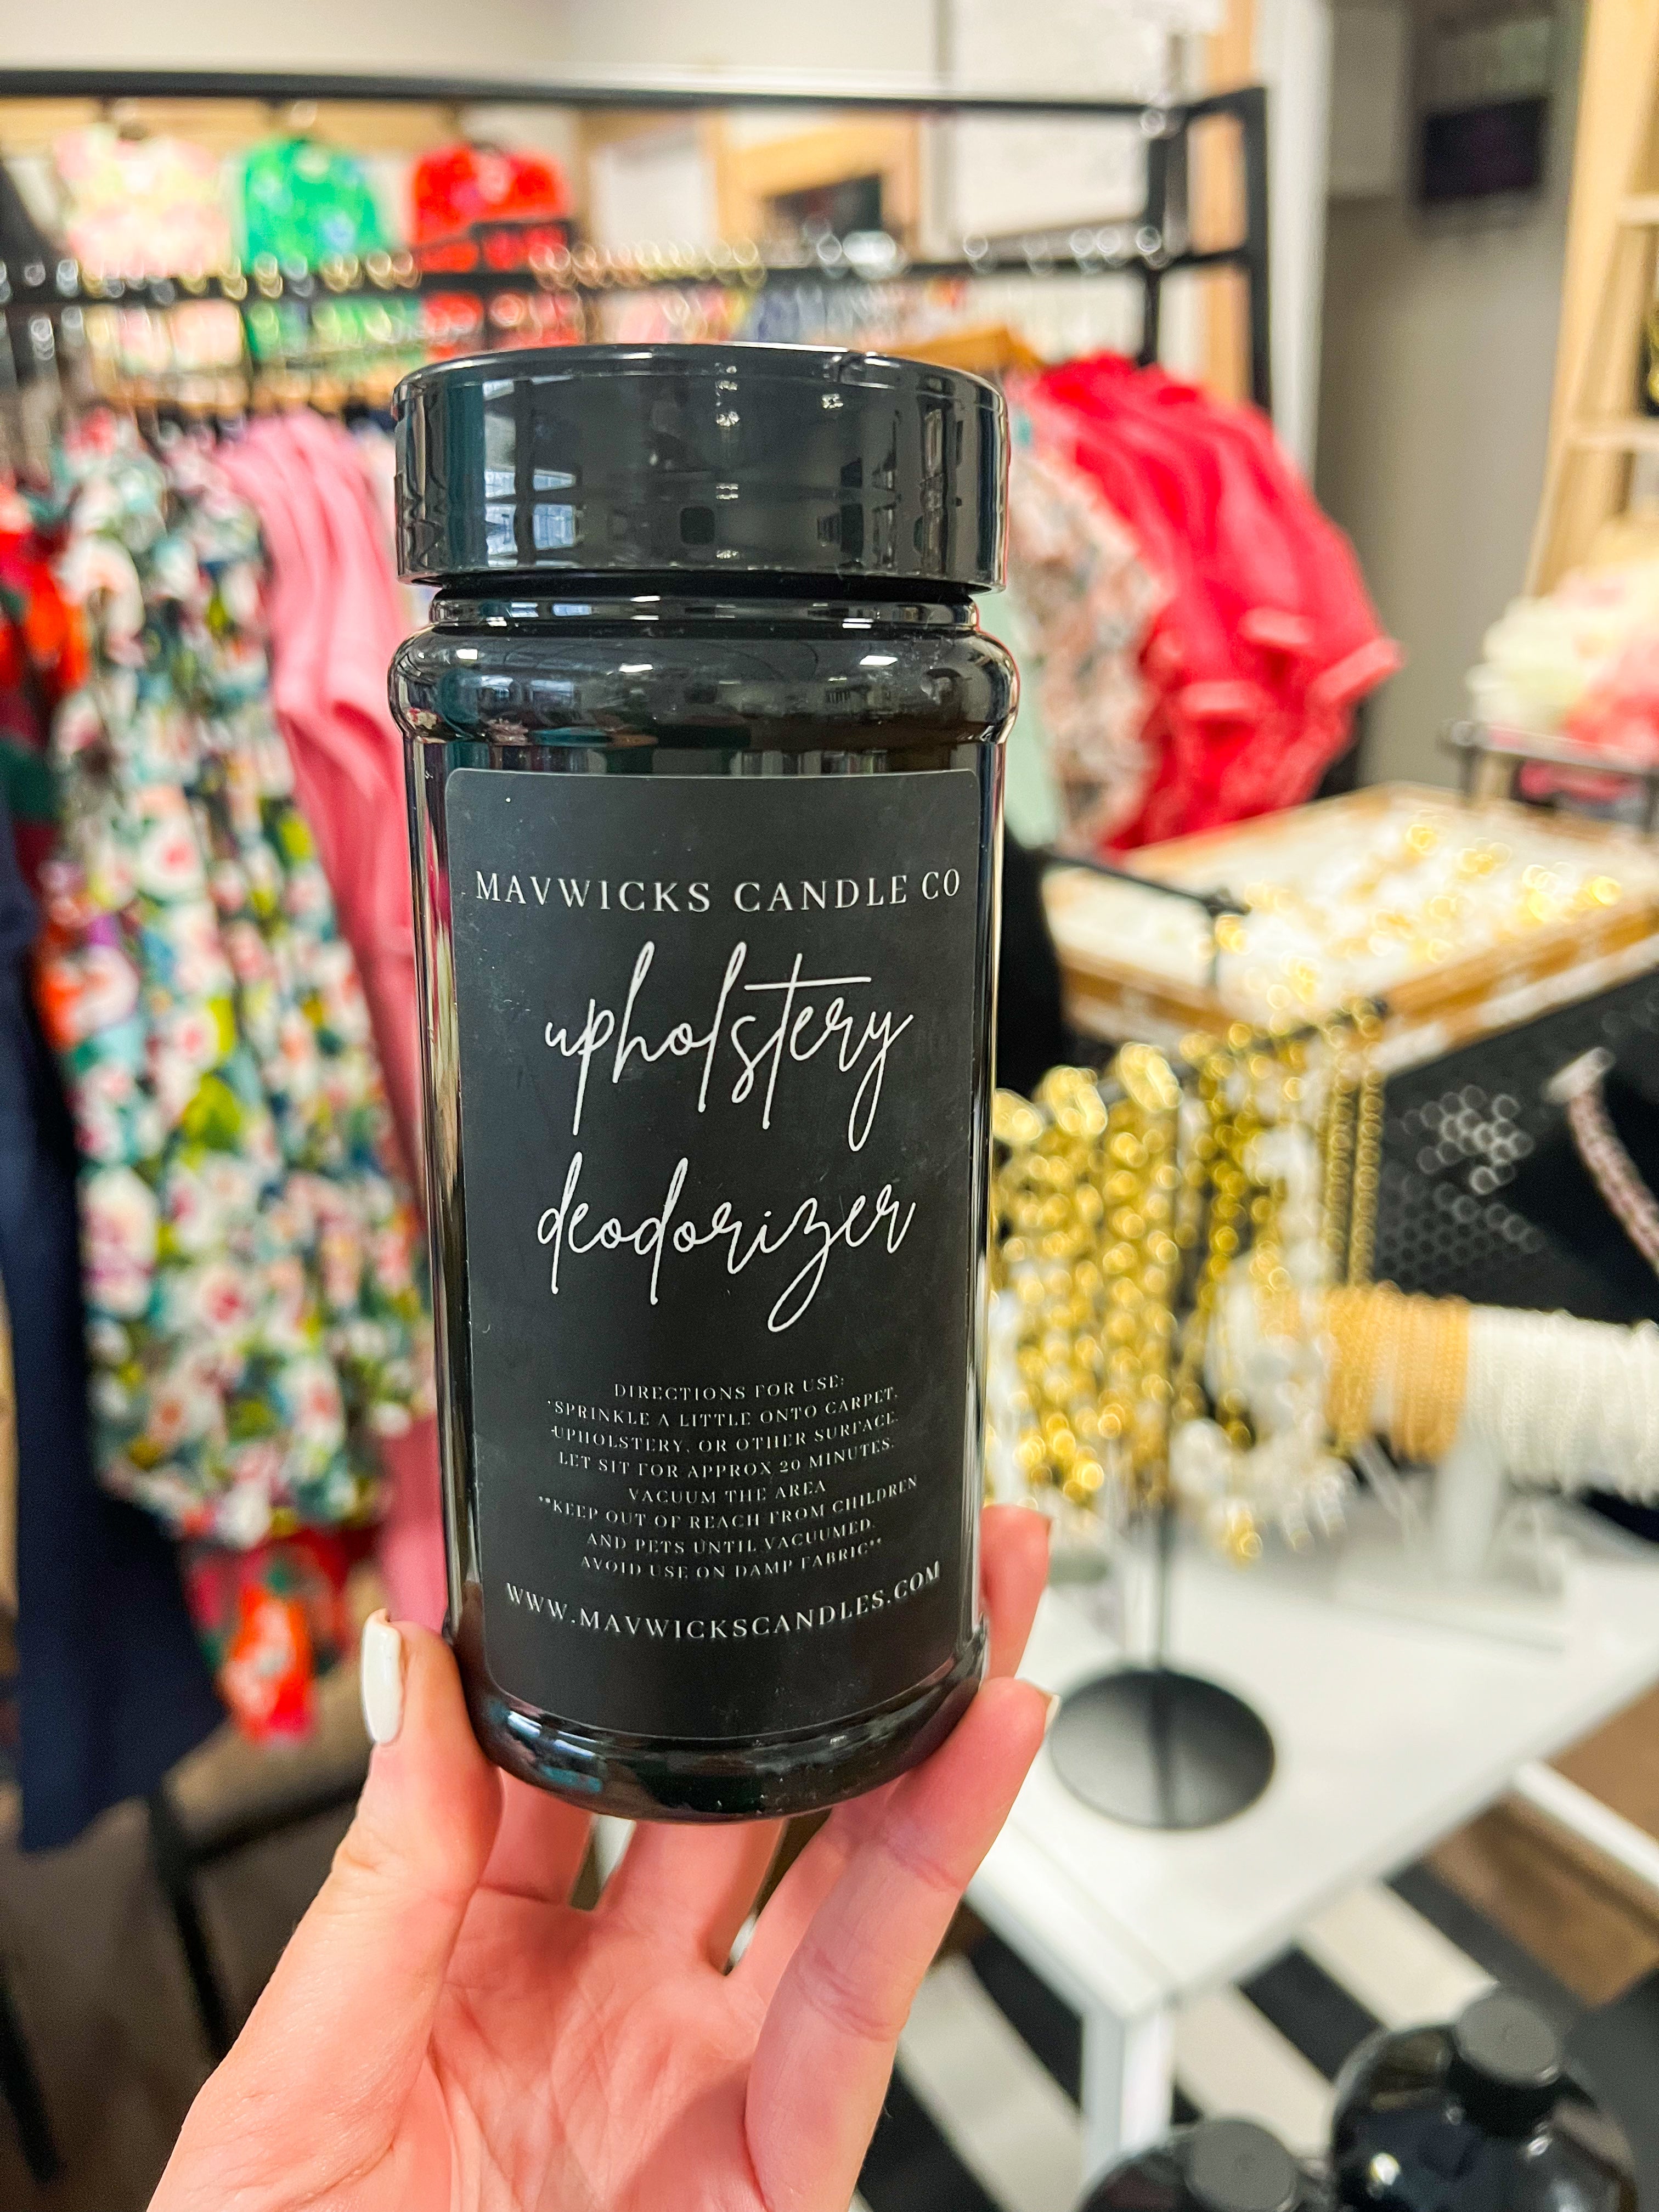 MAVWICKS CANDLE CO
upholstery
deodorizer
DIRECTIONS FOR USE:
*SPRINKLE A LITTLE ONTO CARPET,
UPHOLSTERY, OR OTHER SURFACE.
LET SIT FOR APPROX 20 MINUTES.
VACUUM THE AREA
**KEEP OUT OF REACH FROM CHILDREN
AND PETS UNTIL VACUUMED.
AVOID USE ON DAMP FABRIC**
WWW.MAVWICKSCANDLES.COM